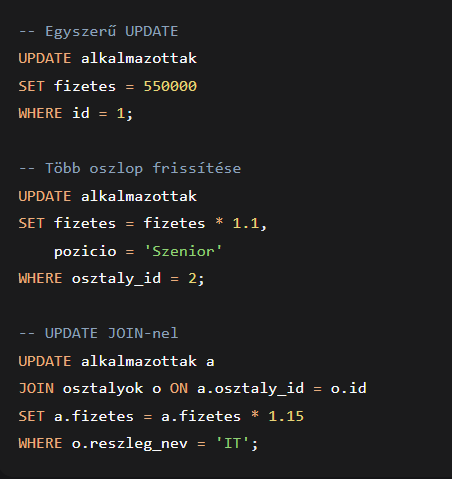 -- Egyszerű UPDATE
UPDATE alkalmazottak
SET fizetes = 550000
WHERE id = 1;
-- Több oszlop frissítése
UPDATE alkalmazottak
SET fizetes = fizetes * 1.1,
    pozicio = 'Szenior'
WHERE osztaly_id = 2;
-- UPDATE JOIN-nel
UPDATE alkalmazottak a
JOIN osztalyok o ON a.osztaly_id = o.id
SET a.fizetes = a.fizetes * 1.15
WHERE o.reszleg_nev = 'IT';